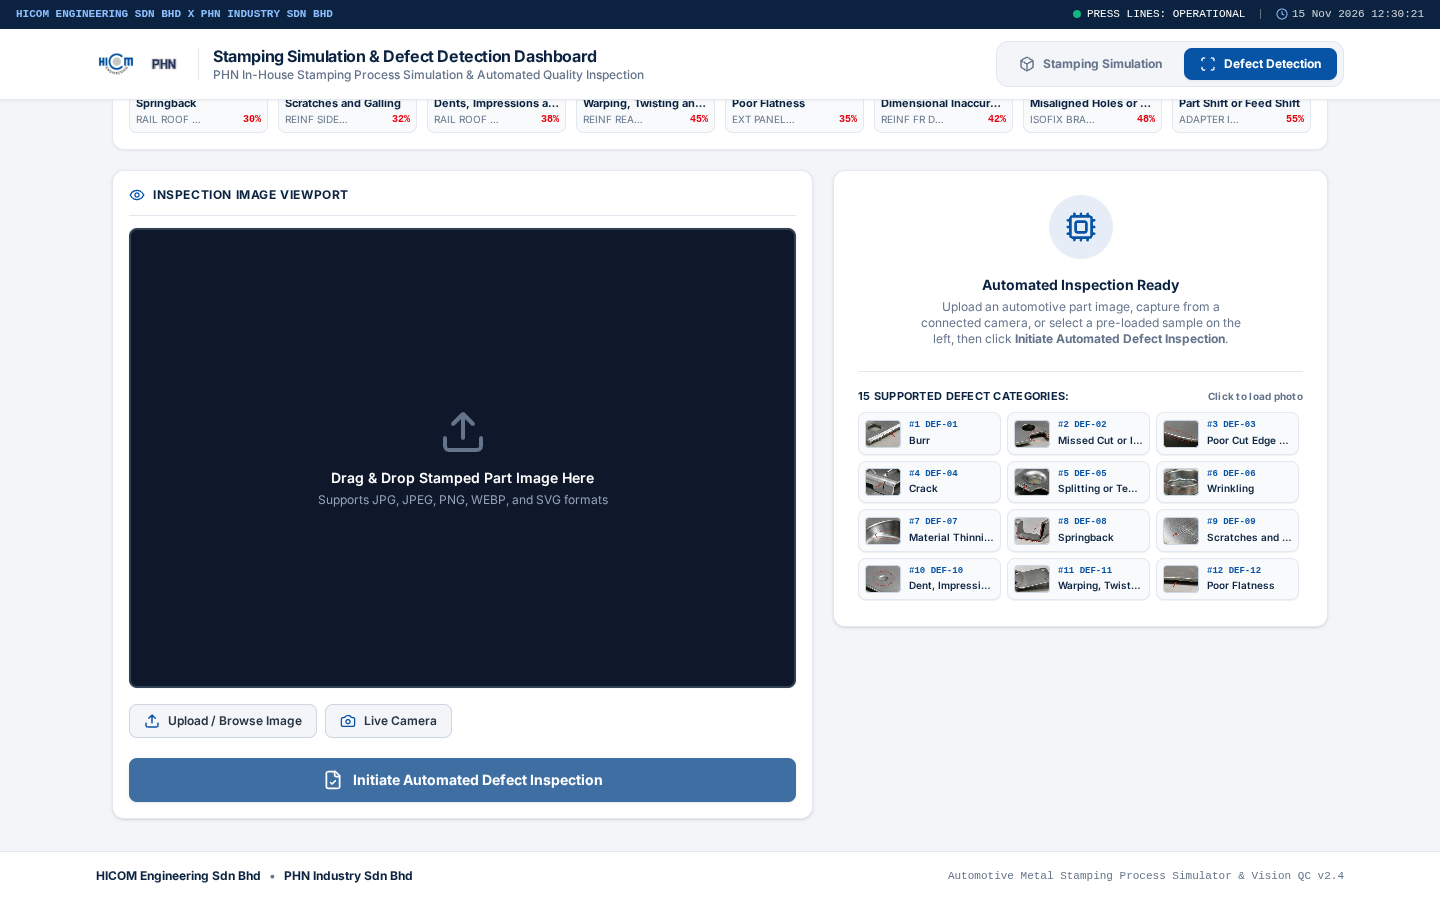 HICOM ENGINEERING SDN BHD X PHN INDUSTRY SDN BHD
PRESS LINES: OPERATIONAL | 15 Nov 2026 12:30:21
HICOM
ENGINEERING
PHN
Stamping Simulation & Defect Detection Dashboard
PHN In-House Stamping Process Simulation & Automated Quality Inspection
Stamping Simulation
Defect Detection
Springback
RAIL ROOF ... 30%
Scratches and Galling
REINF SIDE... 32%
Dents, Impressions a...
RAIL ROOF ... 38%
Warping, Twisting an...
REINF REA... 45%
Poor Flatness
EXT PANEL... 35%
Dimensional Inaccur...
REINF FR D... 42%
Misaligned Holes or ...
ISOFIX BRA... 48%
Part Shift or Feed Shift
ADAPTER I... 55%
INSPECTION IMAGE VIEWPORT
Drag & Drop Stamped Part Image Here
Supports JPG, JPEG, PNG, WEBP, and SVG formats
Upload / Browse Image
Live Camera
Initiate Automated Defect Inspection
Automated Inspection Ready
Upload an automotive part image, capture from a
connected camera, or select a pre-loaded sample on the
left, then click Initiate Automated Defect Inspection.
15 SUPPORTED DEFECT CATEGORIES:
Click to load photo
#1 DEF-01
Burr
#2 DEF-02
Missed Cut or I...
#3 DEF-03
Poor Cut Edge ...
#4 DEF-04
Crack
#5 DEF-05
Splitting or Te...
#6 DEF-06
Wrinkling
#7 DEF-07
Material Thinni...
#8 DEF-08
Springback
#9 DEF-09
Scratches and ...
#10 DEF-10
Dent, Impressi...
#11 DEF-11
Warping, Twist...
#12 DEF-12
Poor Flatness
HICOM Engineering Sdn Bhd • PHN Industry Sdn Bhd
Automotive Metal Stamping Process Simulator & Vision QC v2.4